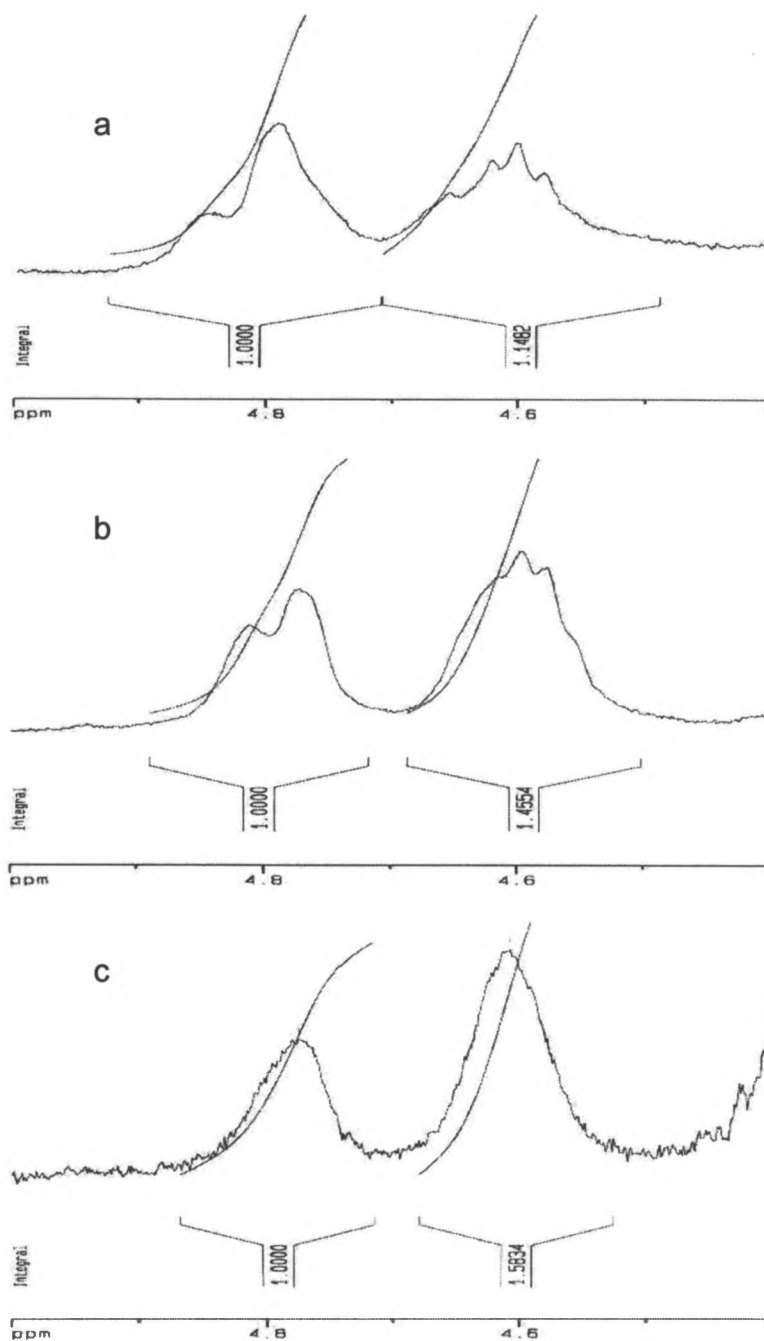 a
Integral
1.0000
1.1482
ppm 4.8 4.6
b
Integral
1.0000
1.4554
ppm 4.8 4.6
c
Integral
1.0000
1.5834
ppm 4.8 4.6